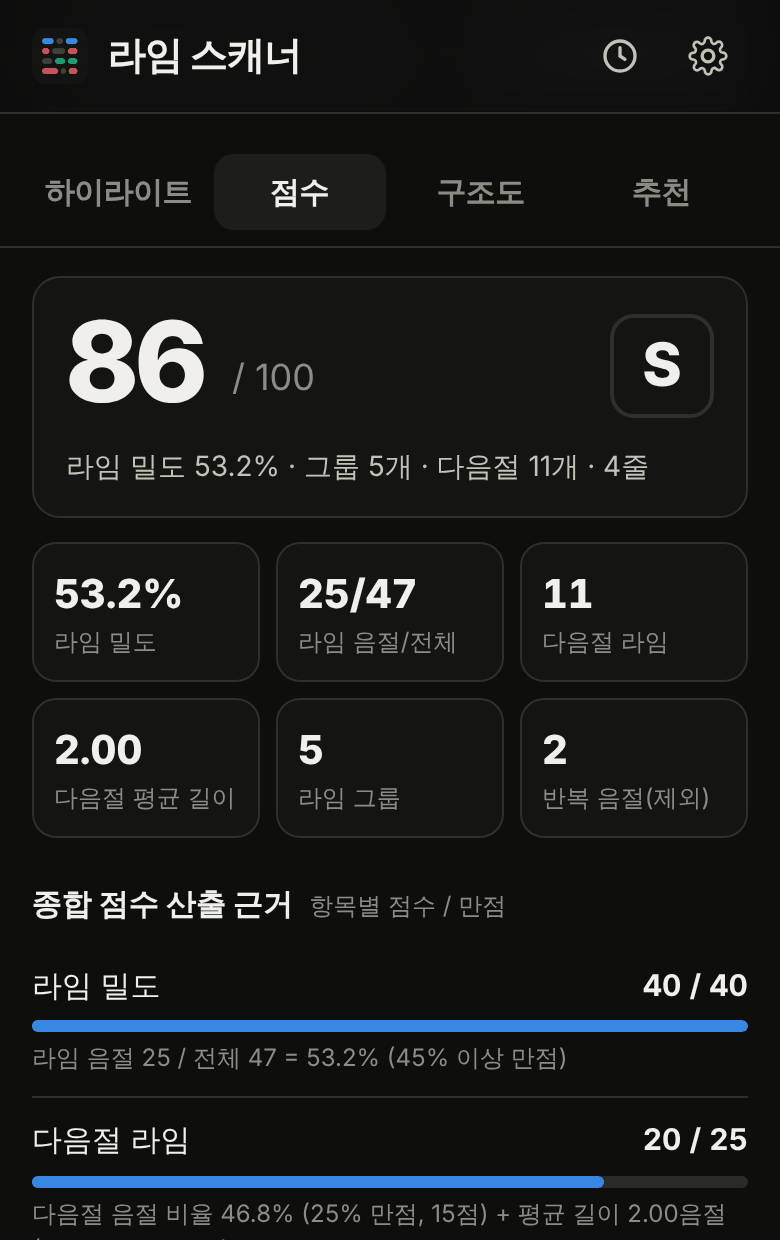 라임 스캐너
하이라이트 점수 구조도 추천
86 / 100 S
라임 밀도 53.2% · 그룹 5개 · 다음절 11개 · 4줄
53.2% 25/47 11
라임 밀도 라임 음절/전체 다음절 라임
2.00 5 2
다음절 평균 길이 라임 그룹 반복 음절(제외)
종합 점수 산출 근거 항목별 점수 / 만점
라임 밀도 40 / 40
라임 음절 25 / 전체 47 = 53.2% (45% 이상 만점)
다음절 라임 20 / 25
다음절 음절 비율 46.8% (25% 만점, 15점) + 평균 길이 2.00음절